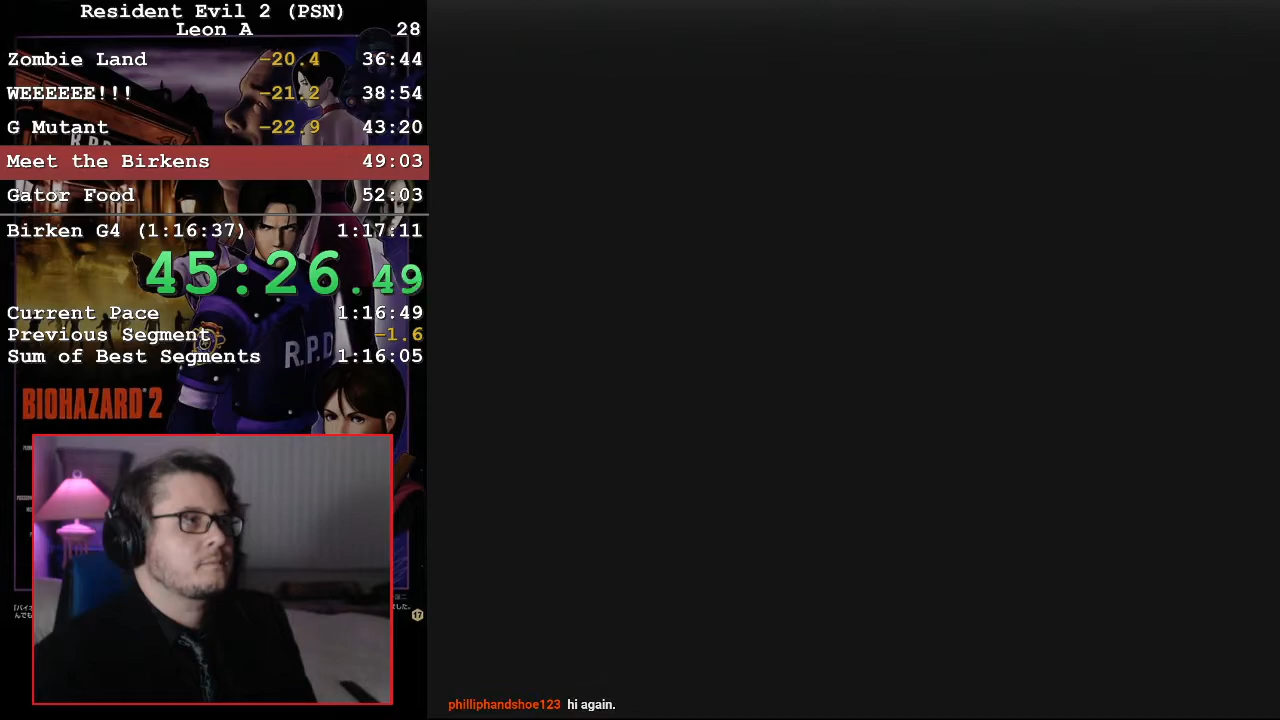 Resident Evil 2 (PSN)
Leon A 28
Zombie Land -20.4 36:44
WEEEEEE!!! -21.2 38:54
G Mutant -22.9 43:20
Meet the Birkens 49:03
Gator Food 52:03
Birken G4 (1:16:37) 1:17:11
45:26.49
Current Pace 1:16:49
Previous Segment -1.6
Sum of Best Segments 1:16:05
R.P.D
BIOHAZARD 2
17
philliphandshoe123 hi again.